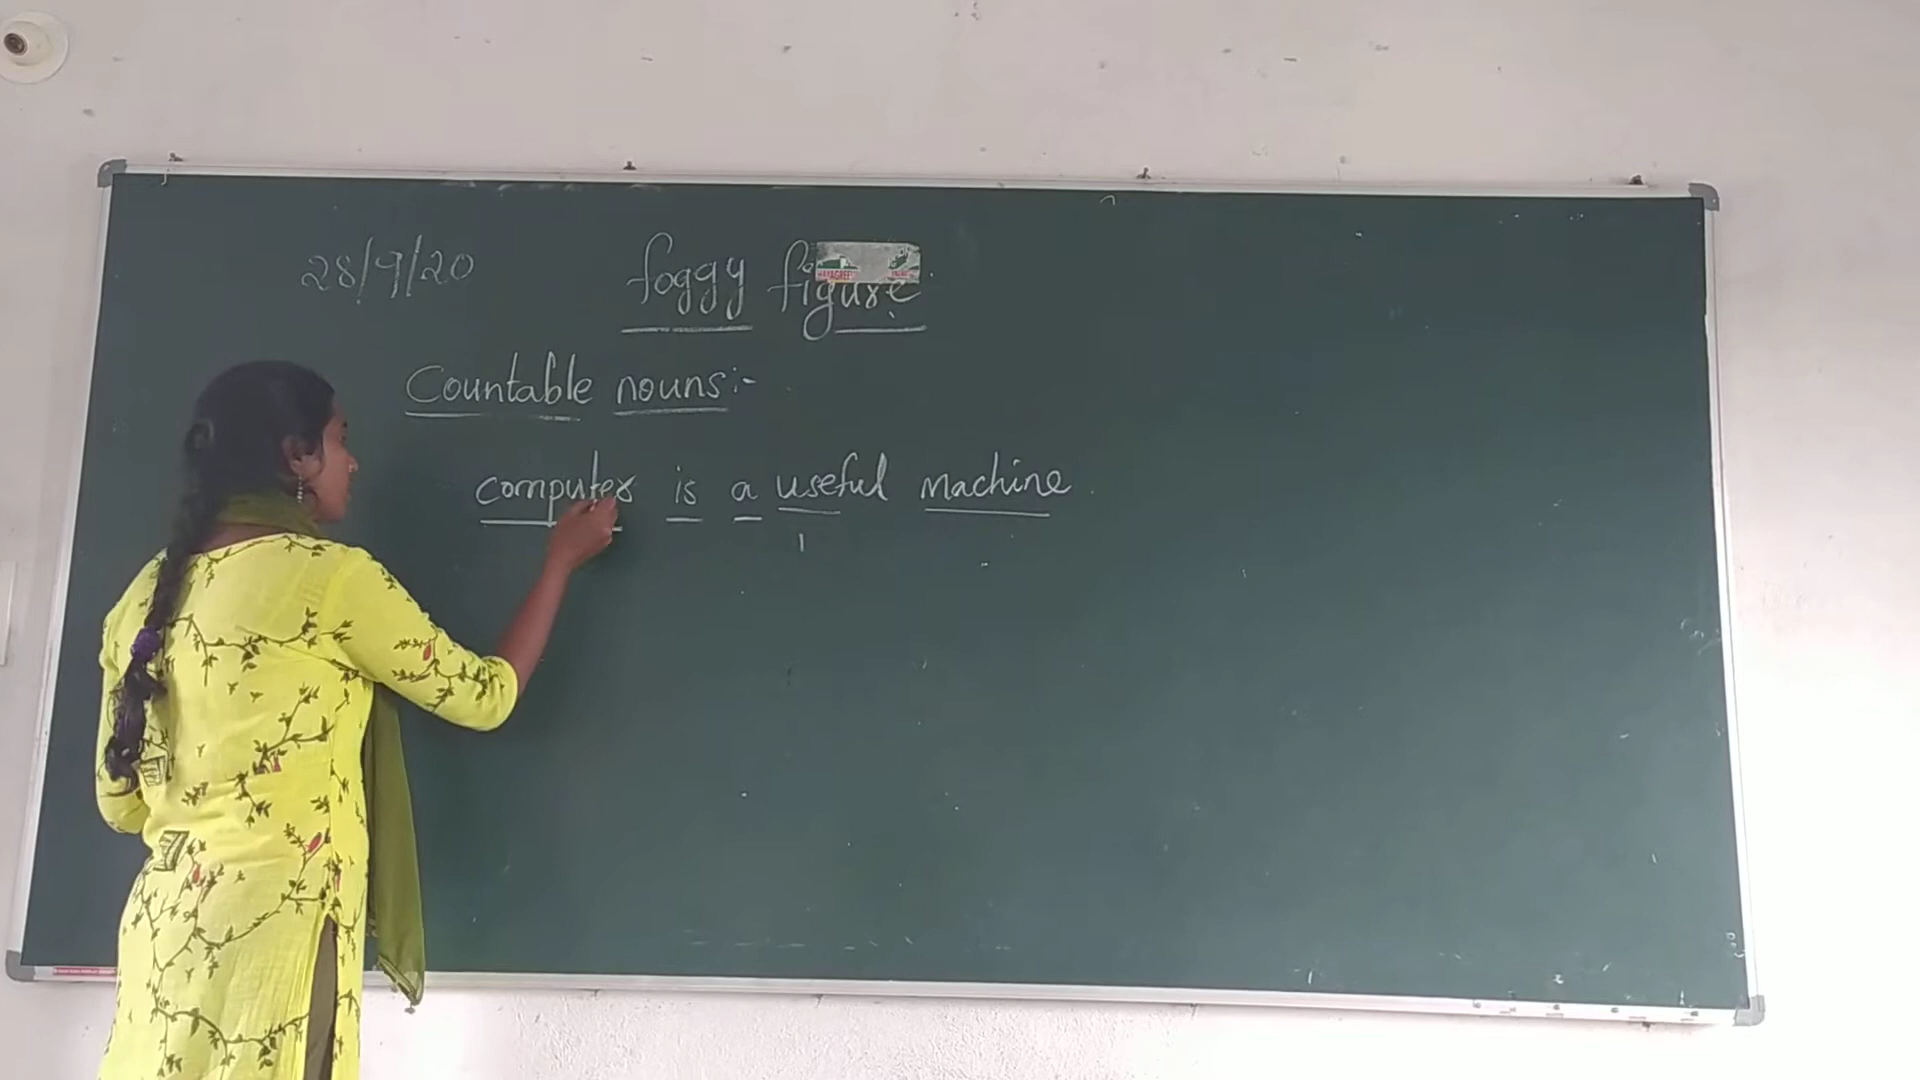 28/9/20
foggy figure
Countable nouns:-
computer is a useful machine